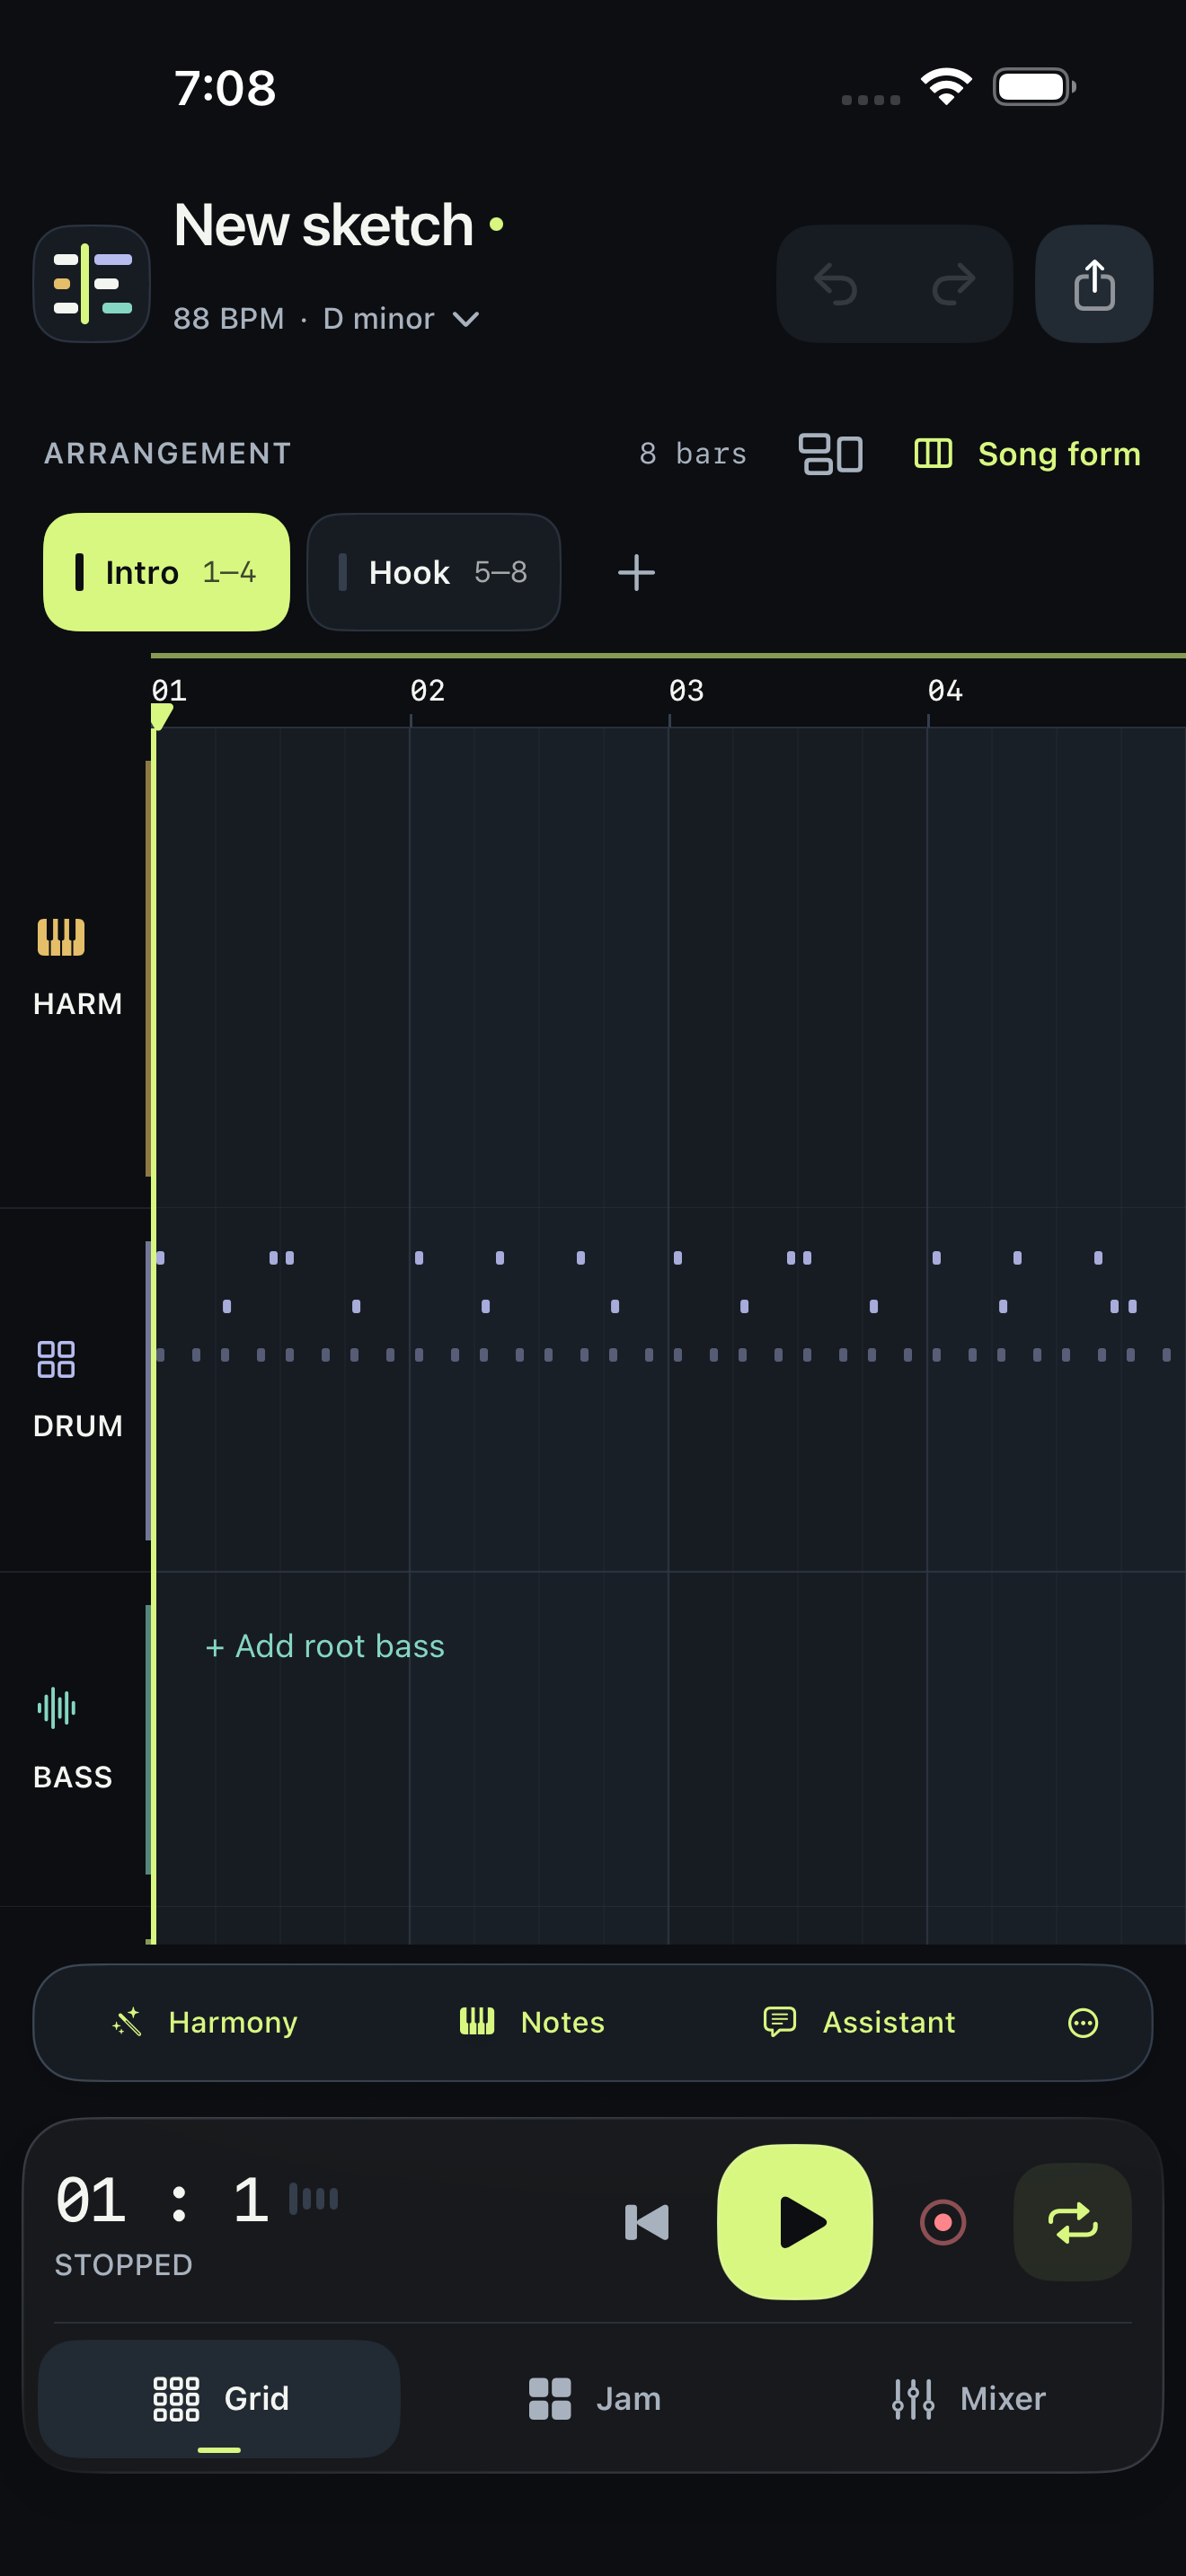 7:08
New sketch
88 BPM · D minor
ARRANGEMENT 8 bars Song form
Intro 1–4 Hook 5–8
01 02 03 04
HARM
DRUM
+ Add root bass
BASS
Harmony Notes Assistant
01 : 1
STOPPED
Grid Jam Mixer